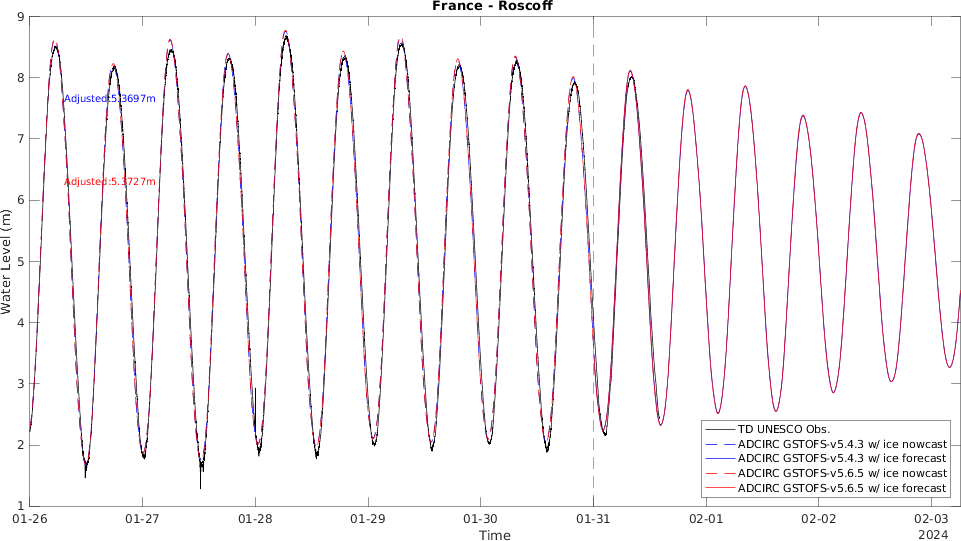 France - Roscoff
9
8
7
6
5
4
3
2
1
Water Level (m)
Adjusted:5.3697m
Adjusted:5.3727m
TD UNESCO Obs.
ADCIRC GSTOFS-v5.4.3 w/ ice nowcast
ADCIRC GSTOFS-v5.4.3 w/ ice forecast
ADCIRC GSTOFS-v5.6.5 w/ ice nowcast
ADCIRC GSTOFS-v5.6.5 w/ ice forecast
01-26 01-27 01-28 01-29 01-30 01-31 02-01 02-02 02-03
Time
2024